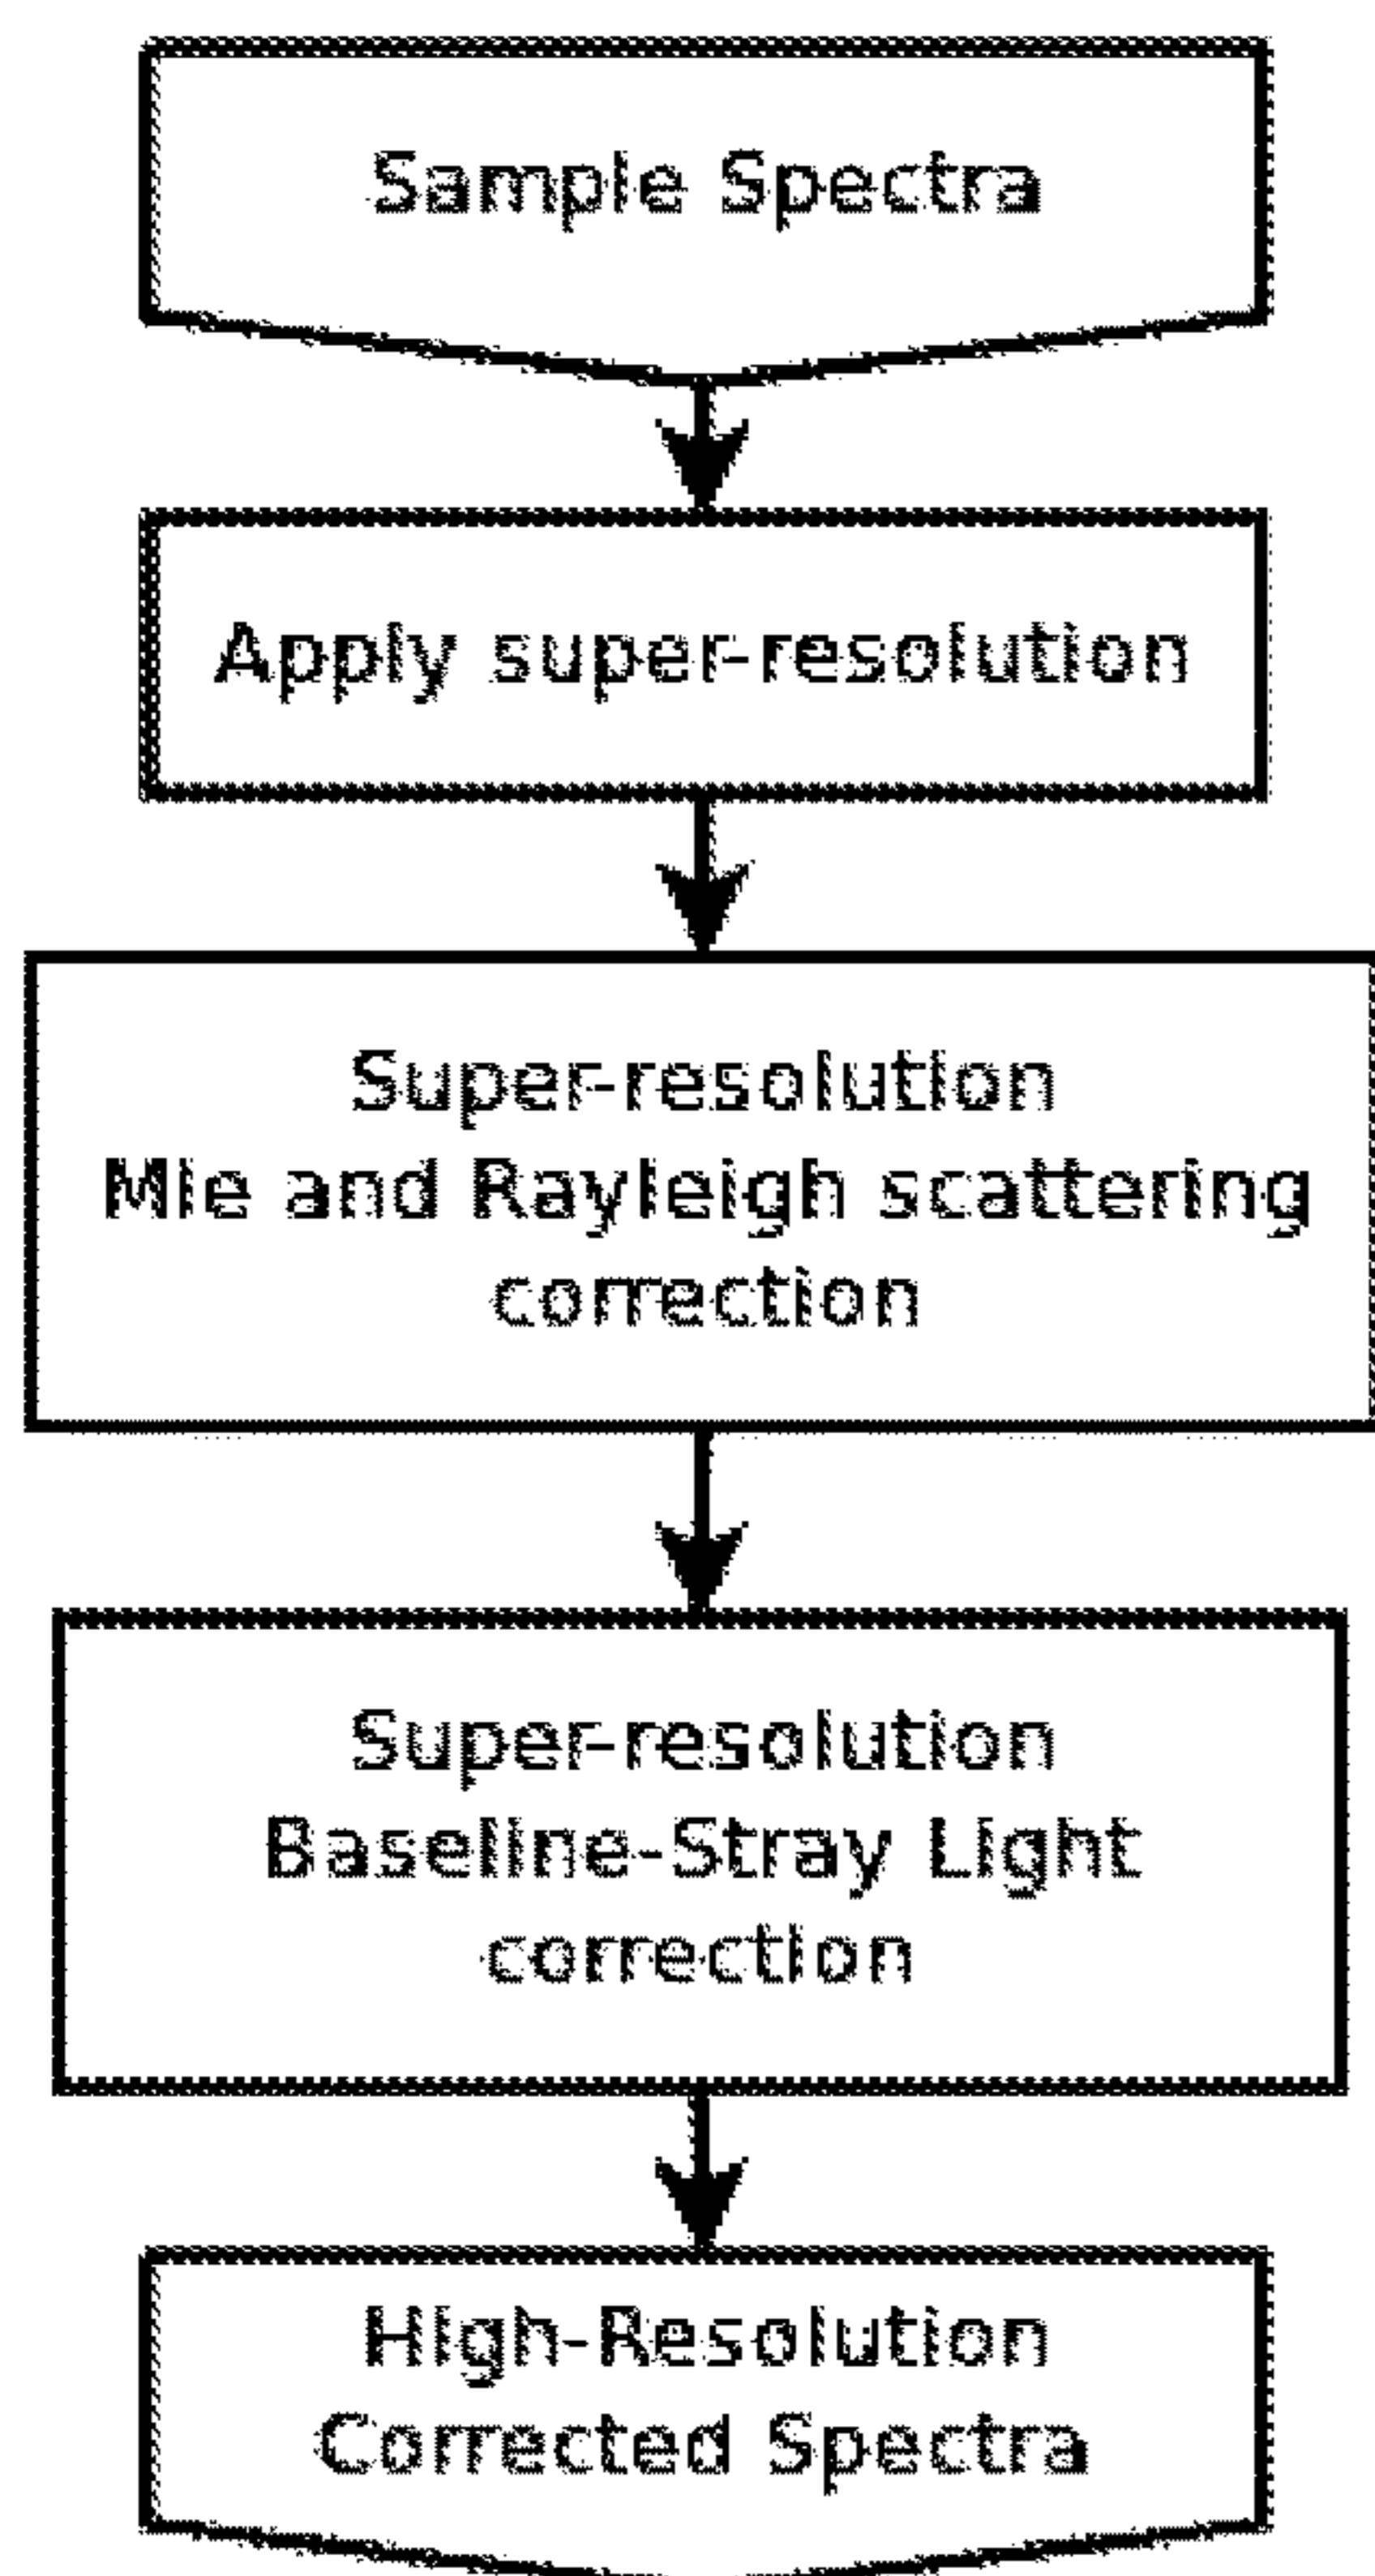 Sample Spectra
Apply super-resolution
Super-resolution
Mie and Rayleigh scattering
correction
Super-resolution
Baseline-Stray Light
correction
High-Resolution
Corrected Spectra